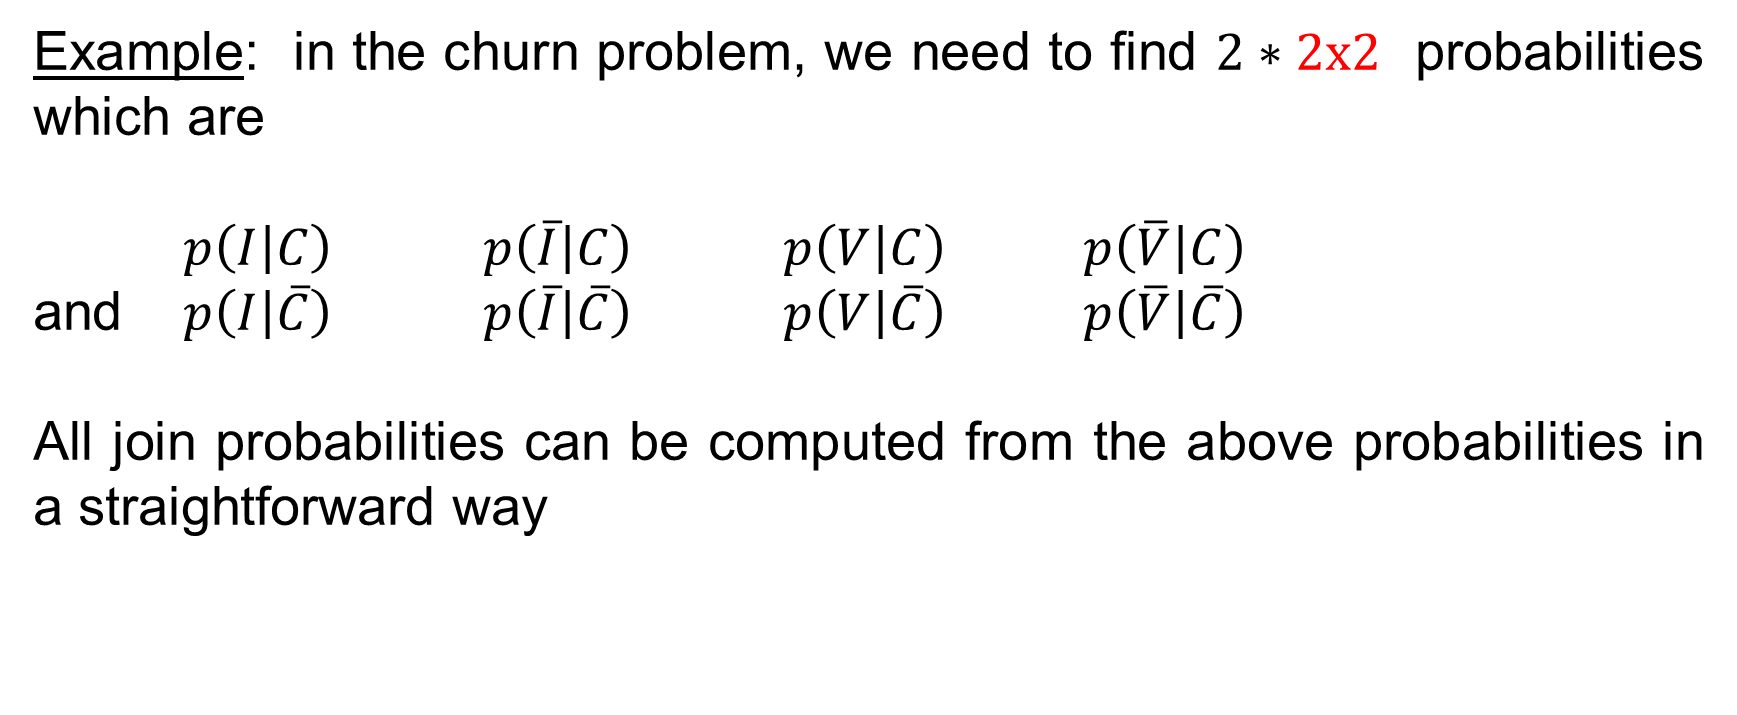 Example: in the churn problem, we need to find 2 ∗ 2x2 probabilities
which are
p(I|C) p(Ī|C) p(V|C) p(V̄|C)
and p(I|C̄) p(Ī|C̄) p(V|C̄) p(V̄|C̄)
All join probabilities can be computed from the above probabilities in
a straightforward way